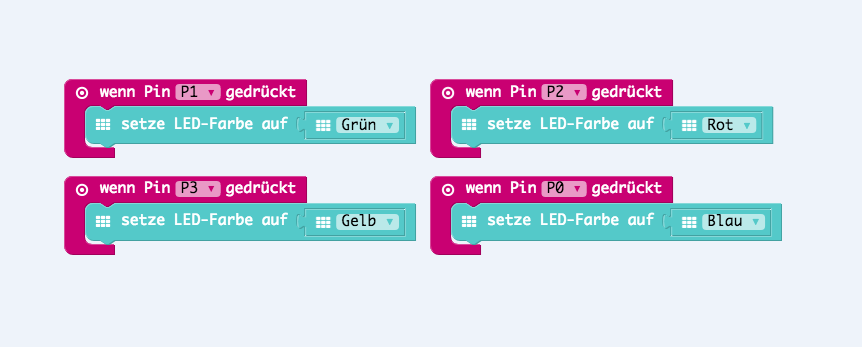 wenn Pin P1 gedrückt
setze LED-Farbe auf Grün
wenn Pin P2 gedrückt
setze LED-Farbe auf Rot
wenn Pin P3 gedrückt
setze LED-Farbe auf Gelb
wenn Pin P0 gedrückt
setze LED-Farbe auf Blau